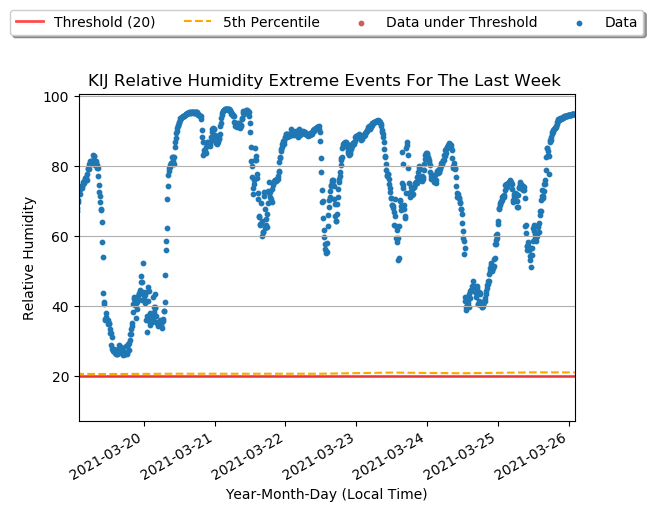 Threshold (20) 5th Percentile Data under Threshold Data
KIJ Relative Humidity Extreme Events For The Last Week
100
80
60
40
20
Relative Humidity
2021-03-20 2021-03-21 2021-03-22 2021-03-23 2021-03-24 2021-03-25 2021-03-26
Year-Month-Day (Local Time)